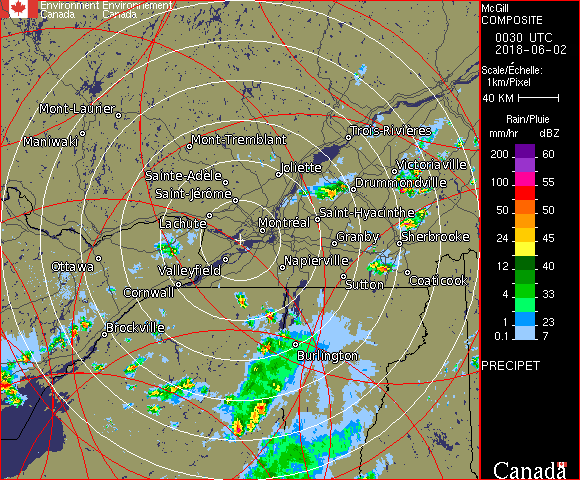 Environment Environnement
Canada Canada
McGill
COMPOSITE
0030 UTC
2018-06-02
Scale/Échelle:
1km/Pixel
40 KM
Rain/Pluie
mm/hr dBZ
200 60
100 55
50 50
24 45
12 40
4 33
2 23
0.1 7
PRECIPET
Canada
Mont-Laurier
Maniwaki
Mont-Tremblant
Trois-Rivières
Joliette
Victoriaville
Sainte-Adèle
Drummondville
Saint-Jérôme
Saint-Hyacinthe
Lachute
Montréal
Granby
Sherbrooke
Ottawa
Valleyfield
Napierville
Coaticook
Cornwall
Sutton
Brockville
Burlington